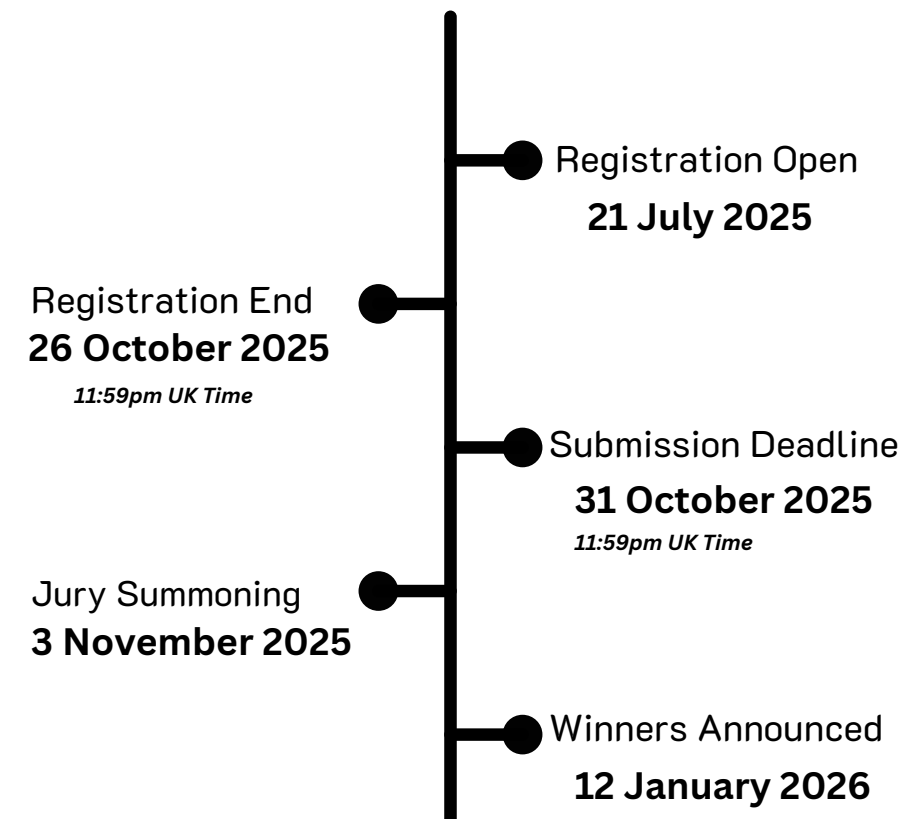 Registration Open
21 July 2025
Registration End
26 October 2025
11:59pm UK Time
Submission Deadline
31 October 2025
11:59pm UK Time
Jury Summoning
3 November 2025
Winners Announced
12 January 2026